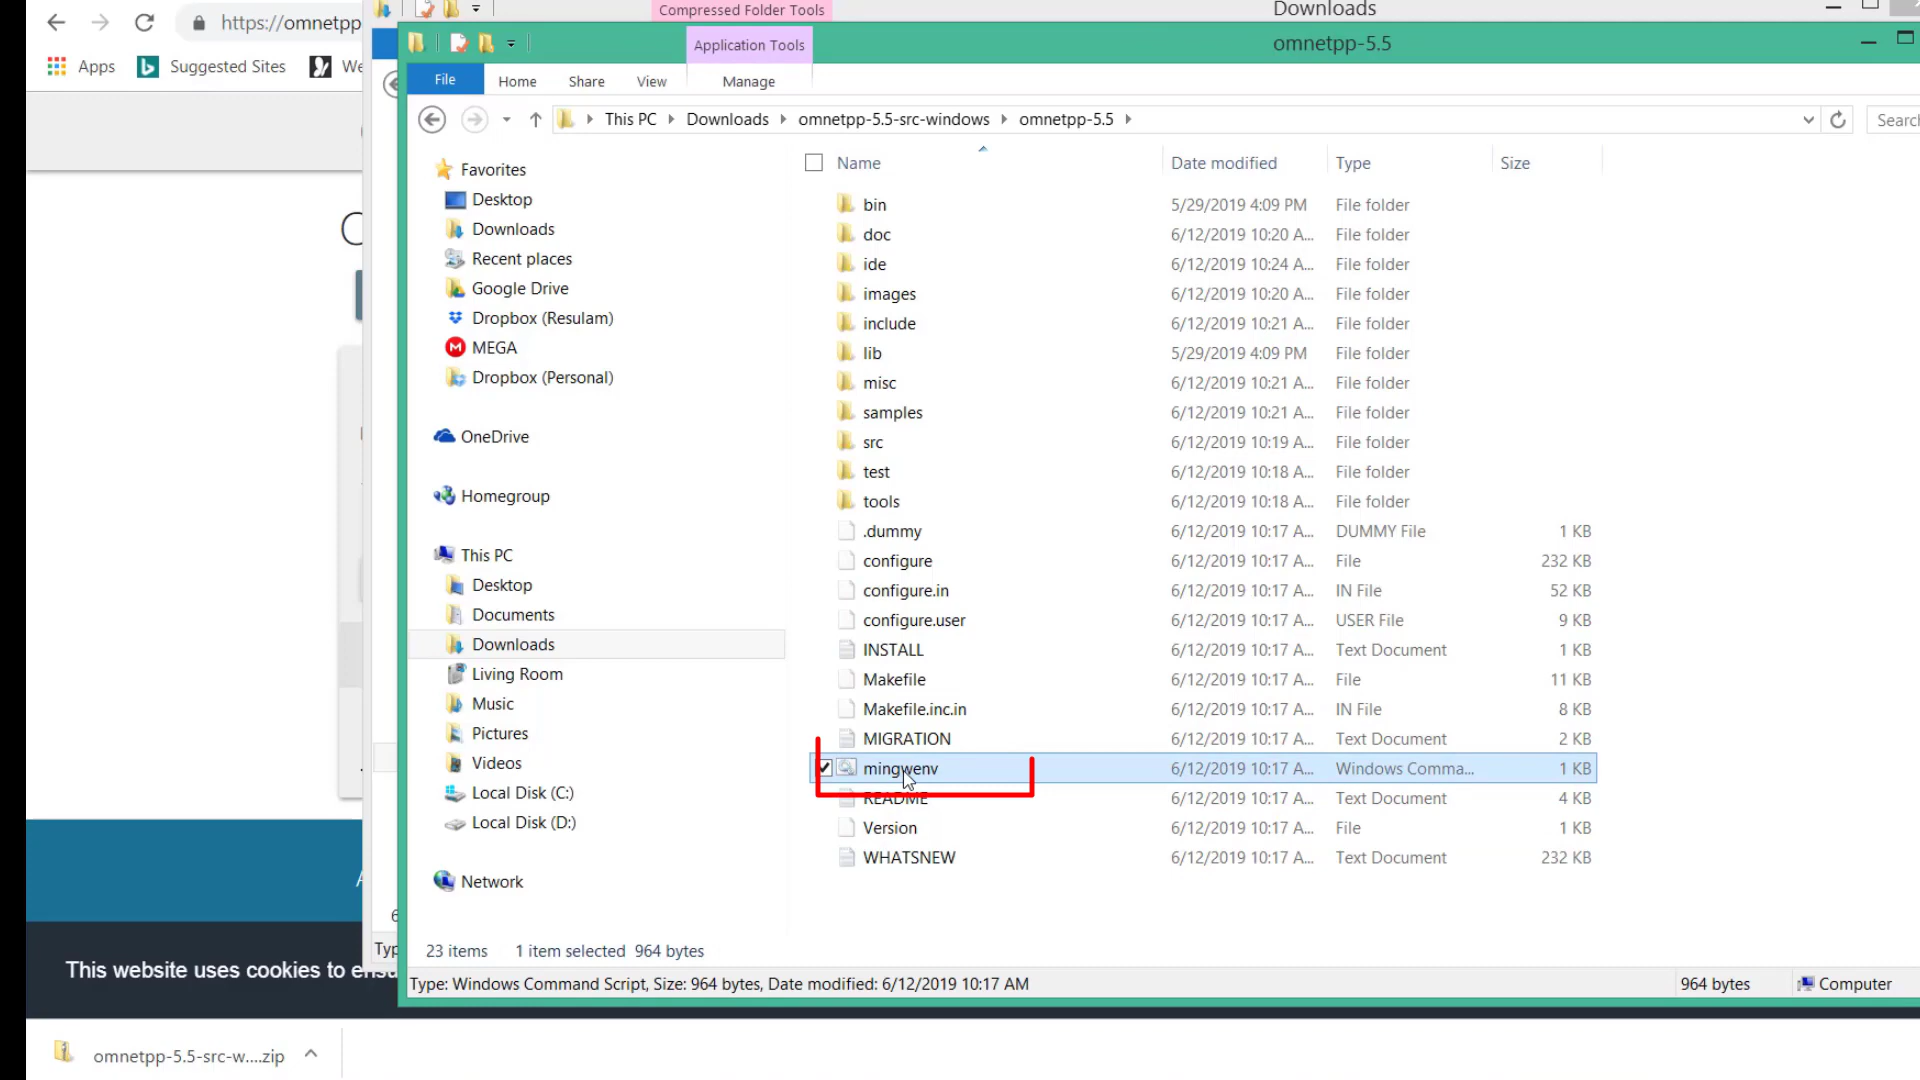 Compressed Folder Tools
Downloads
https://omnetpp
Application Tools
omnetpp-5.5
Apps
Suggested Sites
We
File
Home
Share
View
Manage
This PC
Downloads
omnetpp-5.5-src-windows
omnetpp-5.5
Search
Name
Date modified
Type
Size
Favorites
Desktop
Downloads
Recent places
Google Drive
Dropbox (Resulam)
MEGA
Dropbox (Personal)
OneDrive
Homegroup
This PC
Desktop
Documents
Downloads
Living Room
Music
Pictures
Videos
Local Disk (C:)
Local Disk (D:)
Network
bin 5/29/2019 4:09 PM File folder
doc 6/12/2019 10:20 A... File folder
ide 6/12/2019 10:24 A... File folder
images 6/12/2019 10:20 A... File folder
include 6/12/2019 10:21 A... File folder
lib 5/29/2019 4:09 PM File folder
misc 6/12/2019 10:21 A... File folder
samples 6/12/2019 10:21 A... File folder
src 6/12/2019 10:19 A... File folder
test 6/12/2019 10:18 A... File folder
tools 6/12/2019 10:18 A... File folder
.dummy 6/12/2019 10:17 A... DUMMY File 1 KB
configure 6/12/2019 10:17 A... File 232 KB
configure.in 6/12/2019 10:17 A... IN File 52 KB
configure.user 6/12/2019 10:17 A... USER File 9 KB
INSTALL 6/12/2019 10:17 A... Text Document 1 KB
Makefile 6/12/2019 10:17 A... File 11 KB
Makefile.inc.in 6/12/2019 10:17 A... IN File 8 KB
MIGRATION 6/12/2019 10:17 A... Text Document 2 KB
mingwenv 6/12/2019 10:17 A... Windows Comma... 1 KB
README 6/12/2019 10:17 A... Text Document 4 KB
Version 6/12/2019 10:17 A... File 1 KB
WHATSNEW 6/12/2019 10:17 A... Text Document 232 KB
23 items 1 item selected 964 bytes
Type: Windows Command Script, Size: 964 bytes, Date modified: 6/12/2019 10:17 AM
964 bytes
Computer
Typ
This website uses cookies to ensu
omnetpp-5.5-src-w....zip